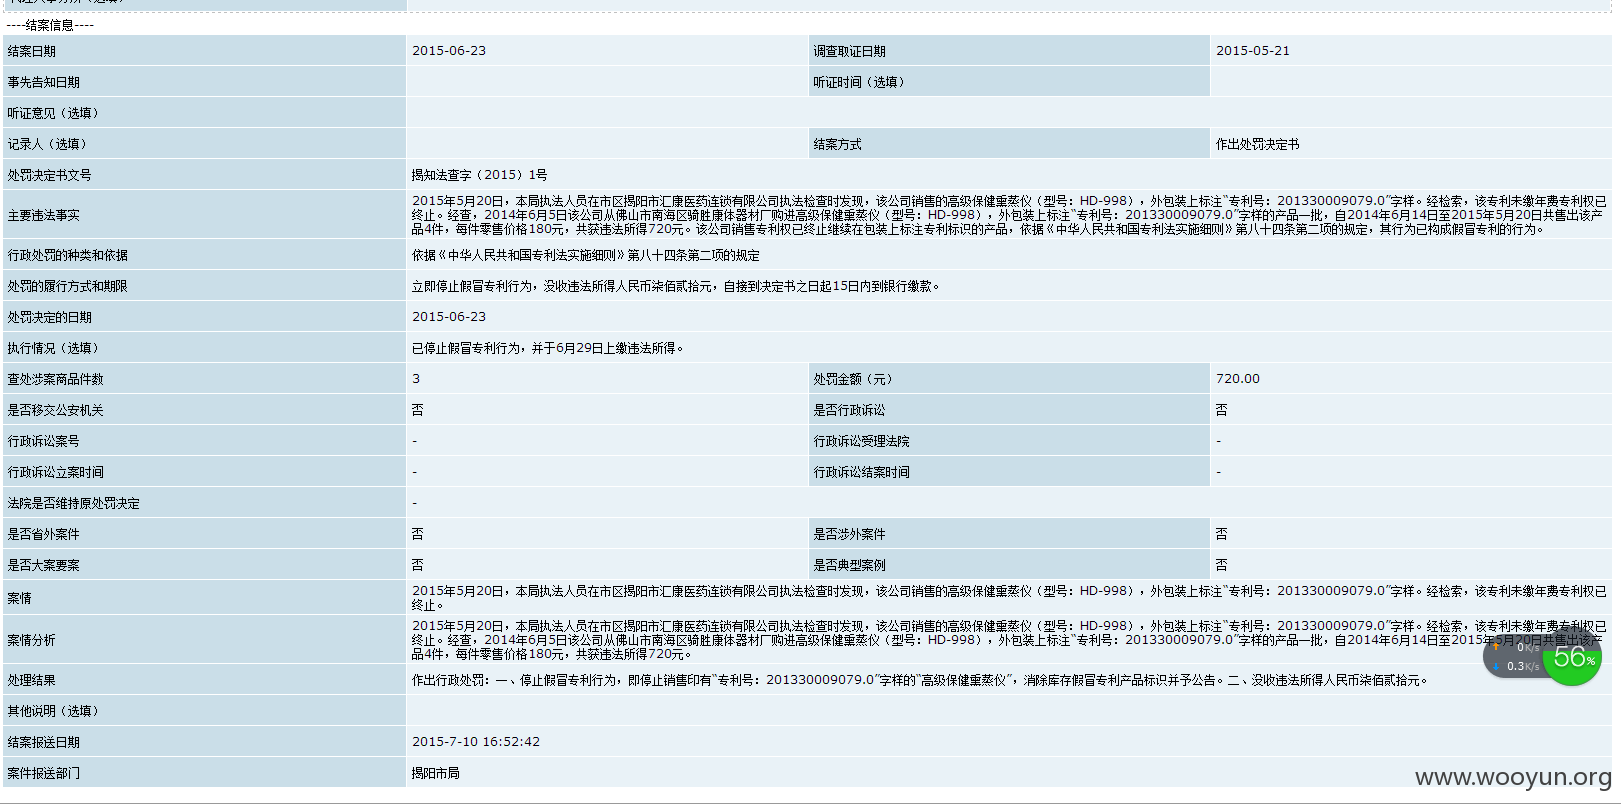 ----结案信息----
结案日期 2015-06-23 调查取证日期 2015-05-21
事先告知日期 听证时间（选填）
听证意见（选填）
记录人（选填） 结案方式 作出处罚决定书
处罚决定书文号 揭知法查字（2015）1号
主要违法事实 2015年5月20日，本局执法人员在市区揭阳市汇康医药连锁有限公司执法检查时发现，该公司销售的高级保健熏蒸仪（型号：HD-998），外包装上标注“专利号：201330009079.0”字样。经检索，该专利未缴年费专利权已
终止。经查，2014年6月5日该公司从佛山市南海区骑胜康体器材厂购进高级保健熏蒸仪（型号：HD-998），外包装上标注“专利号：201330009079.0”字样的产品一批，自2014年6月14日至2015年5月20日共售出该产
品4件，每件零售价格180元，共获违法所得720元。该公司销售专利权已终止继续在包装上标注专利标识的产品，依据《中华人民共和国专利法实施细则》第八十四条第二项的规定，其行为已构成假冒专利的行为。
行政处罚的种类和依据 依据《中华人民共和国专利法实施细则》第八十四条第二项的规定
处罚的履行方式和期限 立即停止假冒专利行为，没收违法所得人民币柒佰贰拾元，自接到决定书之日起15日内到银行缴款。
处罚决定的日期 2015-06-23
执行情况（选填） 已停止假冒专利行为，并于6月29日上缴违法所得。
查处涉案商品件数 3 处罚金额（元） 720.00
是否移交公安机关 否 是否行政诉讼 否
行政诉讼案号 - 行政诉讼受理法院 -
行政诉讼立案时间 - 行政诉讼结案时间 -
法院是否维持原处罚决定 -
是否省外案件 否 是否涉外案件 否
是否大案要案 否 是否典型案例 否
案情 2015年5月20日，本局执法人员在市区揭阳市汇康医药连锁有限公司执法检查时发现，该公司销售的高级保健熏蒸仪（型号：HD-998），外包装上标注“专利号：201330009079.0”字样。经检索，该专利未缴年费专利权已
终止。
案情分析 2015年5月20日，本局执法人员在市区揭阳市汇康医药连锁有限公司执法检查时发现，该公司销售的高级保健熏蒸仪（型号：HD-998），外包装上标注“专利号：201330009079.0”字样。经检索，该专利未缴年费专利权已
终止。经查，2014年6月5日该公司从佛山市南海区骑胜康体器材厂购进高级保健熏蒸仪（型号：HD-998），外包装上标注“专利号：201330009079.0”字样的产品一批，自2014年6月14日至2015年5月20日共售出该产
品4件，每件零售价格180元，共获违法所得720元。
0K/s
0.3K/s
56%
处理结果 作出行政处罚：一、停止假冒专利行为，即停止销售印有“专利号：201330009079.0”字样的“高级保健熏蒸仪”，消除库存假冒专利产品标识并予公告。二、没收违法所得人民币柒佰贰拾元。
其他说明（选填）
结案报送日期 2015-7-10 16:52:42
案件报送部门 揭阳市局
www.wooyun.org